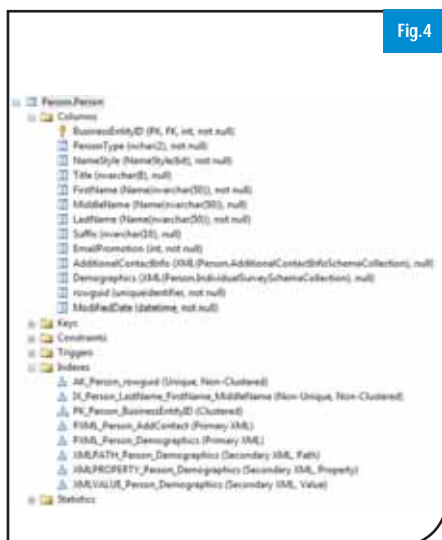 Fig.4
Person.Person
Columns
BusinessEntityID (PK, FK, int, not null)
PersonType (nchar(2), not null)
NameStyle (NameStyle(bit), not null)
Title (nvarchar(8), null)
FirstName (Name(nvarchar(50)), not null)
MiddleName (Name(nvarchar(50)), null)
LastName (Name(nvarchar(50)), not null)
Suffix (nvarchar(10), null)
EmailPromotion (int, not null)
AdditionalContactInfo (XML(Person.AdditionalContactInfoSchemaCollection), null)
Demographics (XML(Person.IndividualSurveySchemaCollection), null)
rowguid (uniqueidentifier, not null)
ModifiedDate (datetime, not null)
Keys
Constraints
Triggers
Indexes
AK_Person_rowguid (Unique, Non-Clustered)
IX_Person_LastName_FirstName_MiddleName (Non-Unique, Non-Clustered)
PK_Person_BusinessEntityID (Clustered)
PXML_Person_AddContact (Primary XML)
PXML_Person_Demographics (Primary XML)
XMLPATH_Person_Demographics (Secondary XML, Path)
XMLPROPERTY_Person_Demographics (Secondary XML, Property)
XMLVALUE_Person_Demographics (Secondary XML, Value)
Statistics